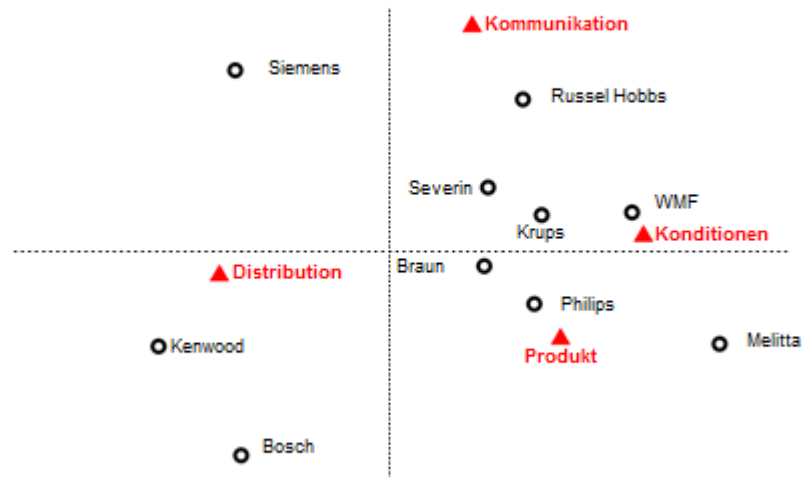 Kommunikation
Siemens
Russel Hobbs
Severin
WMF
Krups
Konditionen
Braun
Distribution
Philips
Melitta
Kenwood
Produkt
Bosch